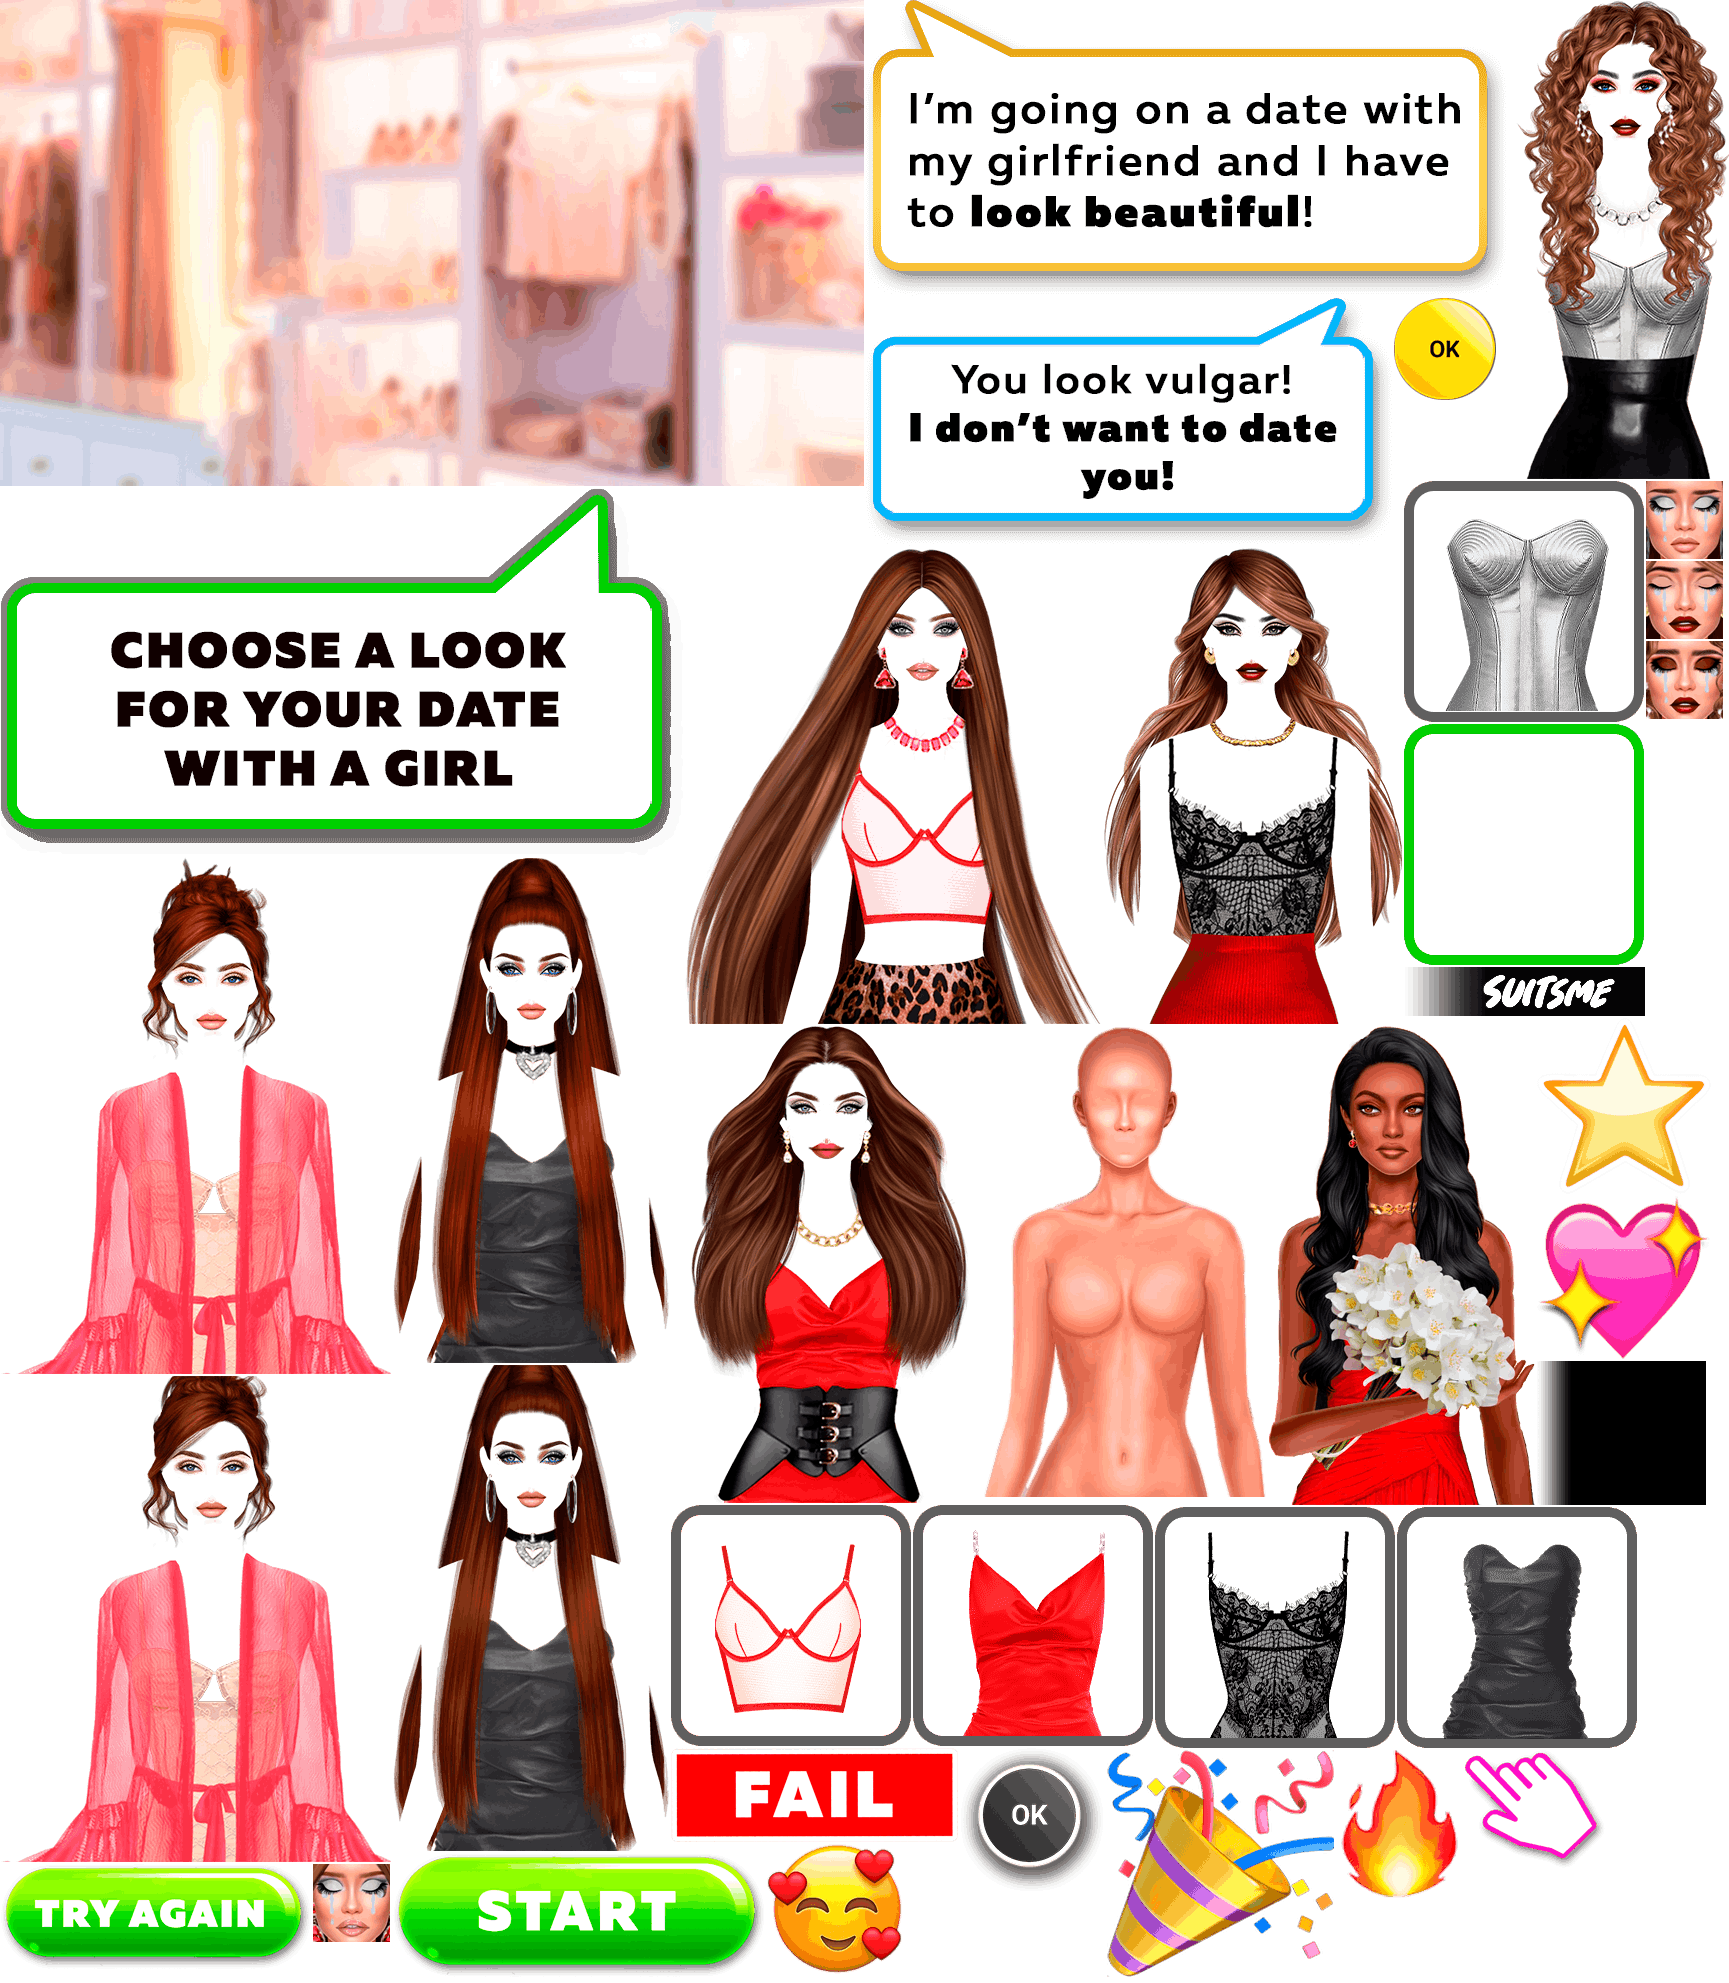 I'm going on a date with
my girlfriend and I have
to look beautiful!
OK
You look vulgar!
I don't want to date
you!
CHOOSE A LOOK
FOR YOUR DATE
WITH A GIRL
SUITSME
FAIL
OK
TRY AGAIN
START